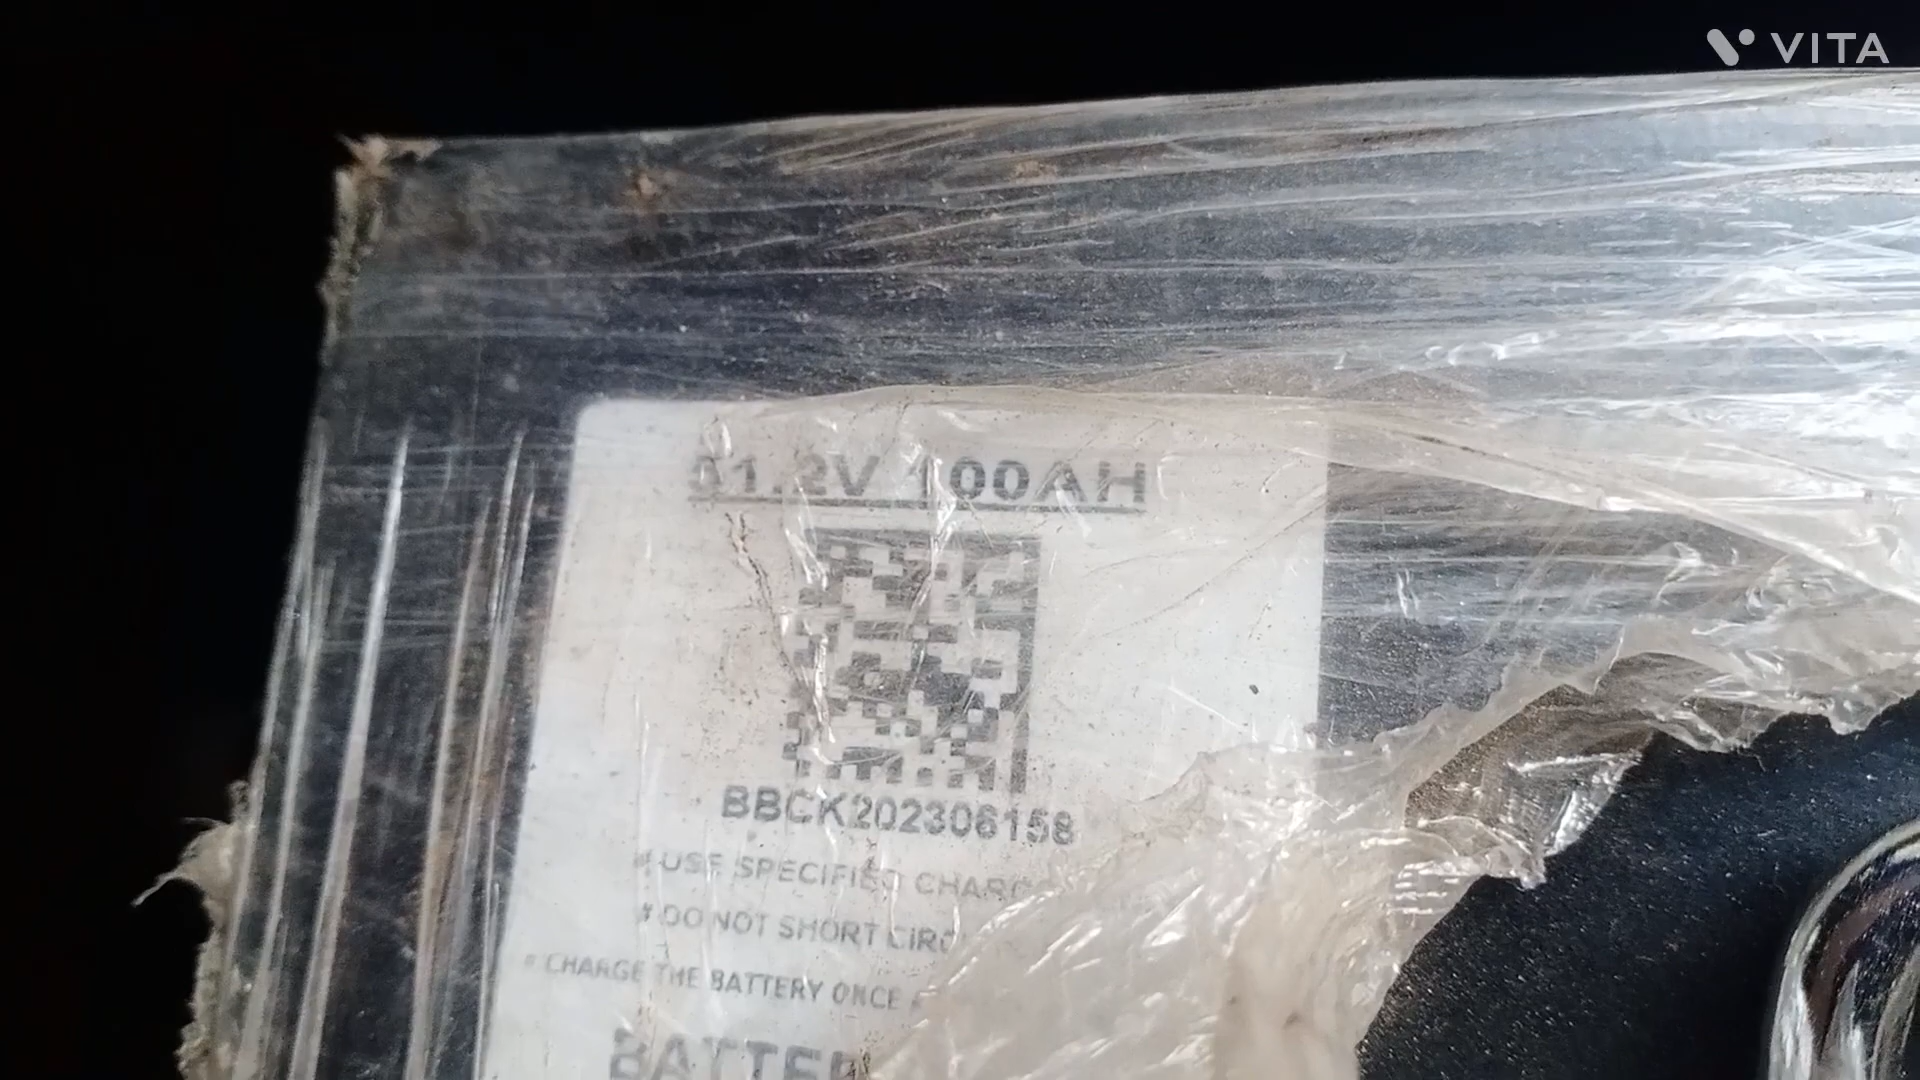 VITA
51.2V 100AH
BBCK202306158
# USE SPECIFIED
# DO NOT SHORT
# CHARGE THE BATTERY ONCE